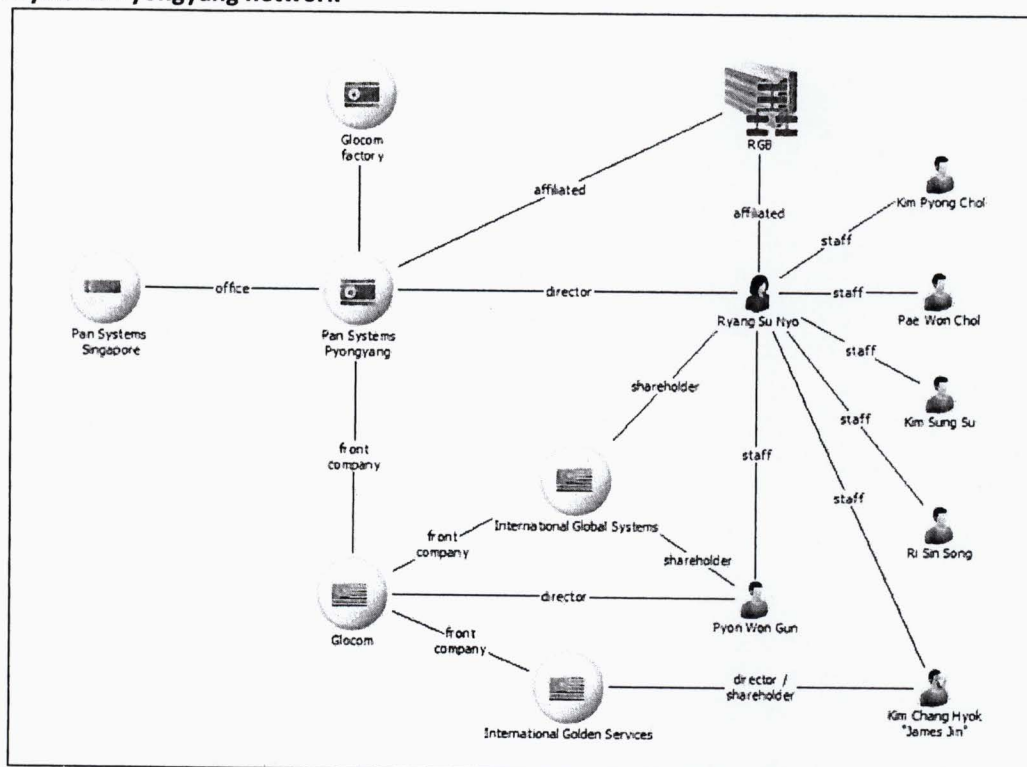 Pyongyang network
Glocom
factory
RGB
Kim Pyong Chol
affiliated
affiliated
staff
office
director
staff
Pan Systems
Singapore
Pan Systems
Pyongyang
Ryang Su Nyo
Pae Won Chol
staff
shareholder
Kim Sung Su
staff
front
company
staff
staff
International Global Systems
front
company
shareholder
Ri Sin Song
director
Glocom
Pyon Won Gun
front
company
director /
shareholder
International Golden Services
Kim Chang Hyok
"James Jin"